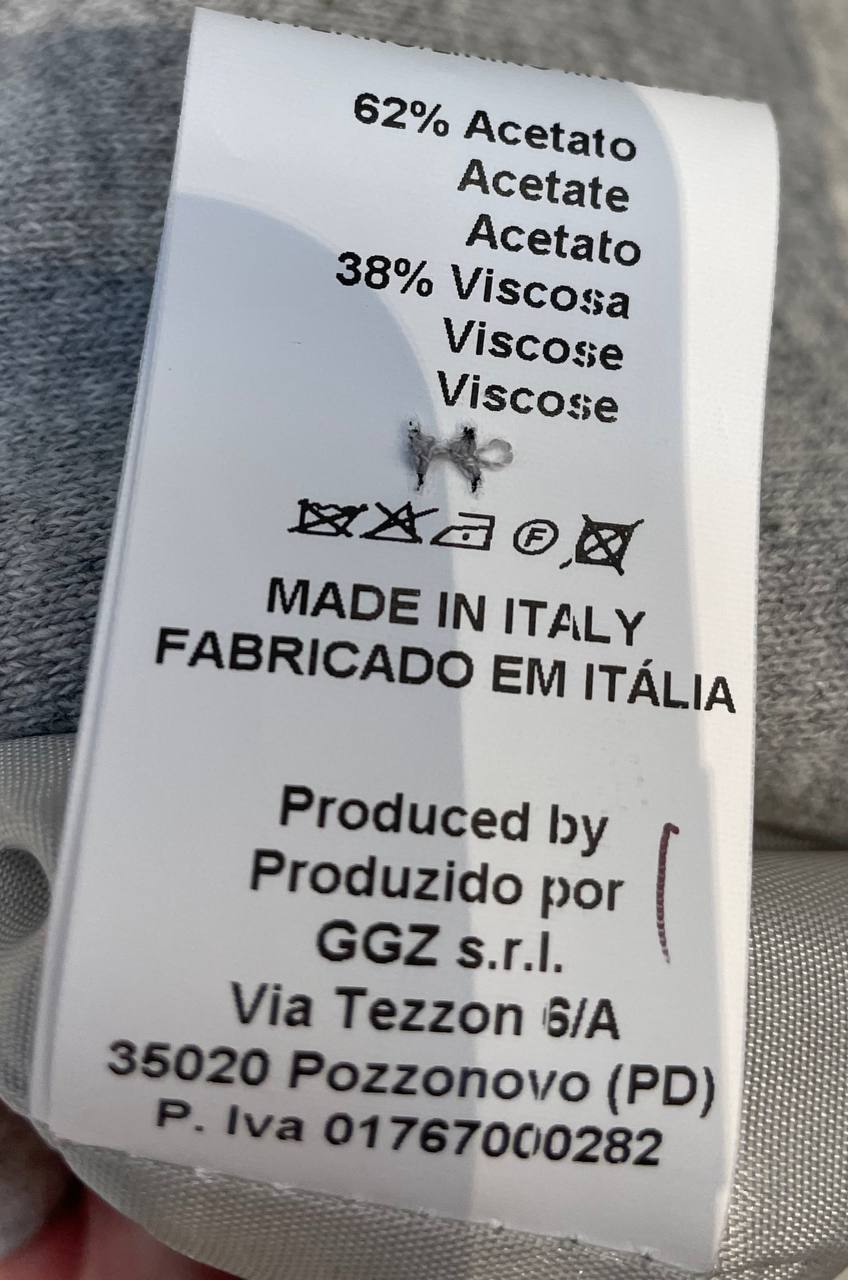 62% Acetato
Acetate
Acetato
38% Viscosa
Viscose
Viscose
F
MADE IN ITALY
FABRICADO EM ITÁLIA
Produced by
Produzido por
GGZ s.r.l.
Via Tezzon 6/A
35020 Pozzonovo (PD)
P. Iva 01767000282